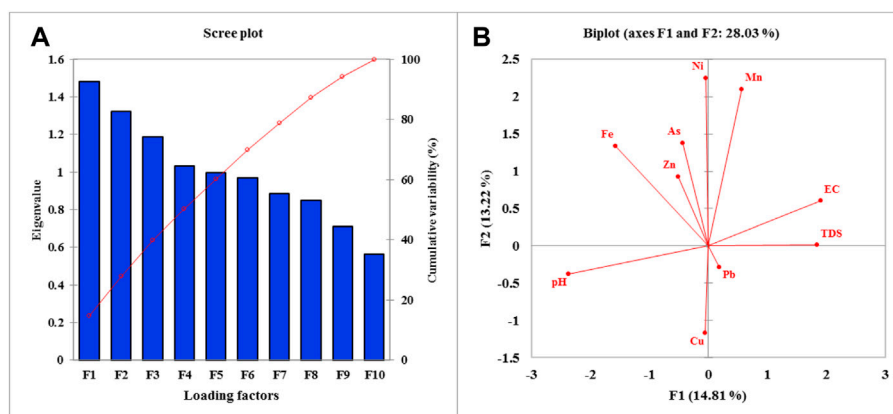 A
Scree plot
1.6
1.4
1.2
1
0.8
0.6
0.4
0.2
0
Eigenvalue
100
80
60
40
20
0
Cumulative variability (%)
F1 F2 F3 F4 F5 F6 F7 F8 F9 F10
Loading factors
B
Biplot (axes F1 and F2: 28.03 %)
2.5
2
1.5
1
0.5
0
-0.5
-1
-1.5
F2 (13.22 %)
Ni
Mn
Fe
As
Zn
EC
TDS
Pb
pH
Cu
-3 -2 -1 0 1 2 3
F1 (14.81 %)